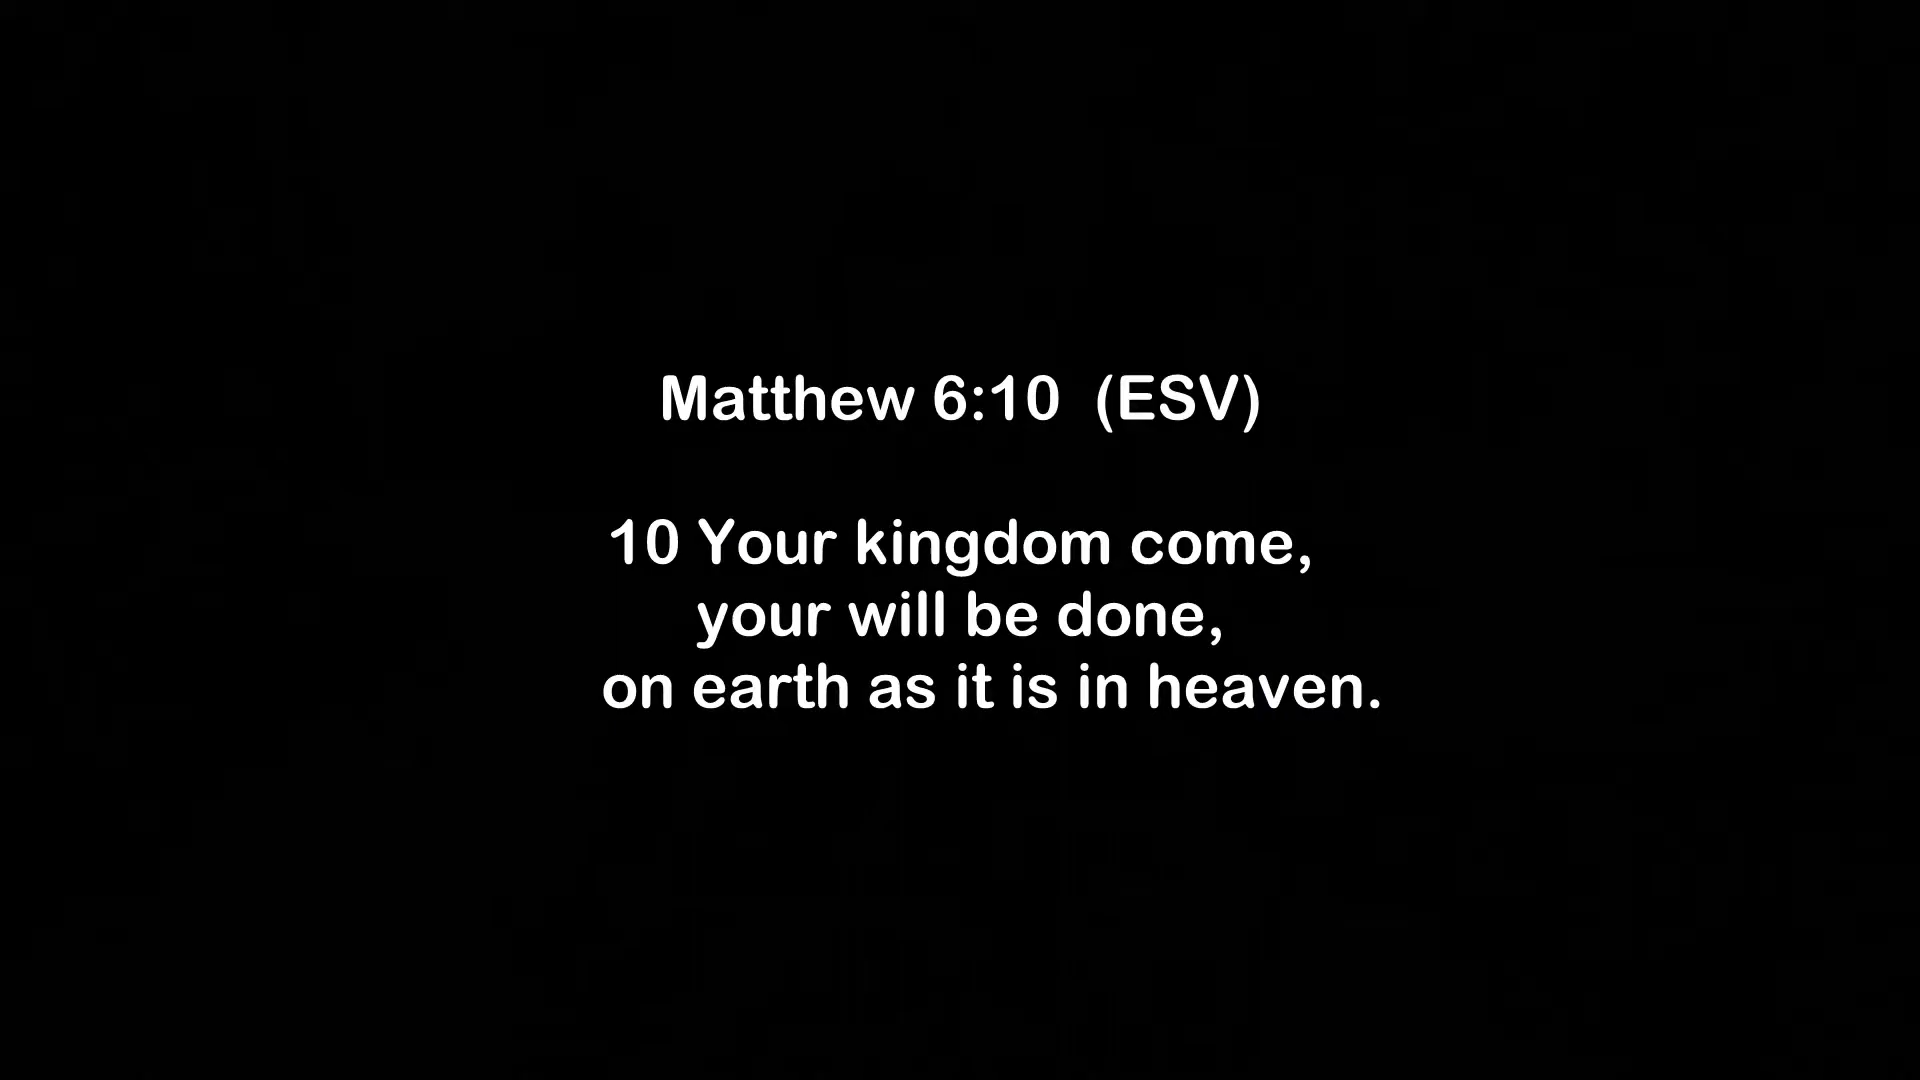 Matthew 6:10  (ESV)
10 Your kingdom come,
your will be done,
on earth as it is in heaven.